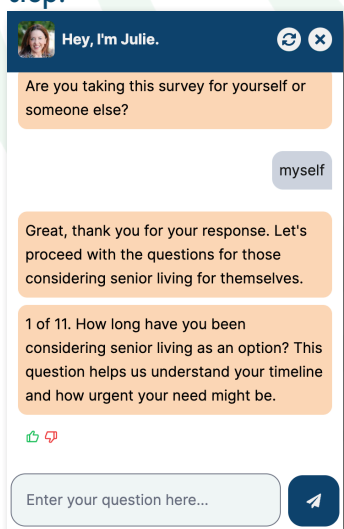 Hey, I'm Julie.
Are you taking this survey for yourself or
someone else?
myself
Great, thank you for your response. Let's
proceed with the questions for those
considering senior living for themselves.
1 of 11. How long have you been
considering senior living as an option? This
question helps us understand your timeline
and how urgent your need might be.
Enter your question here...